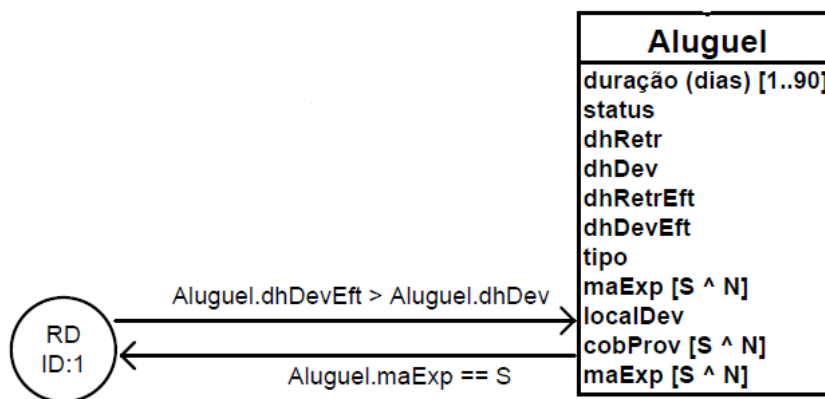 Aluguel
duração (dias) [1..90]
status
dhRetr
dhDev
dhRetrEft
dhDevEft
tipo
maExp [S ^ N]
localDev
cobProv [S ^ N]
maExp [S ^ N]
Aluguel.dhDevEft > Aluguel.dhDev
RD
ID:1
Aluguel.maExp == S